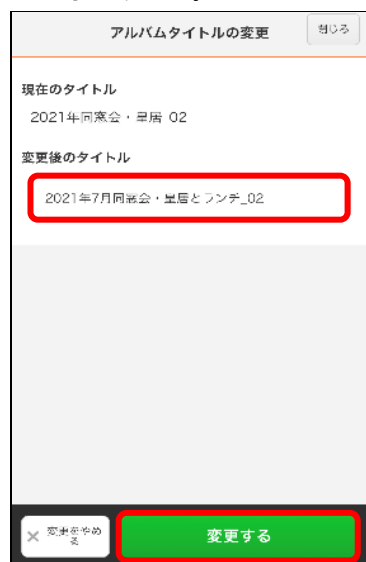 アルバムタイトルの変更
閉じる
現在のタイトル
2021年同窓会・皇居_02
変更後のタイトル
2021年7月同窓会・皇居とランチ_02
× 変更をやめ
る
変更する